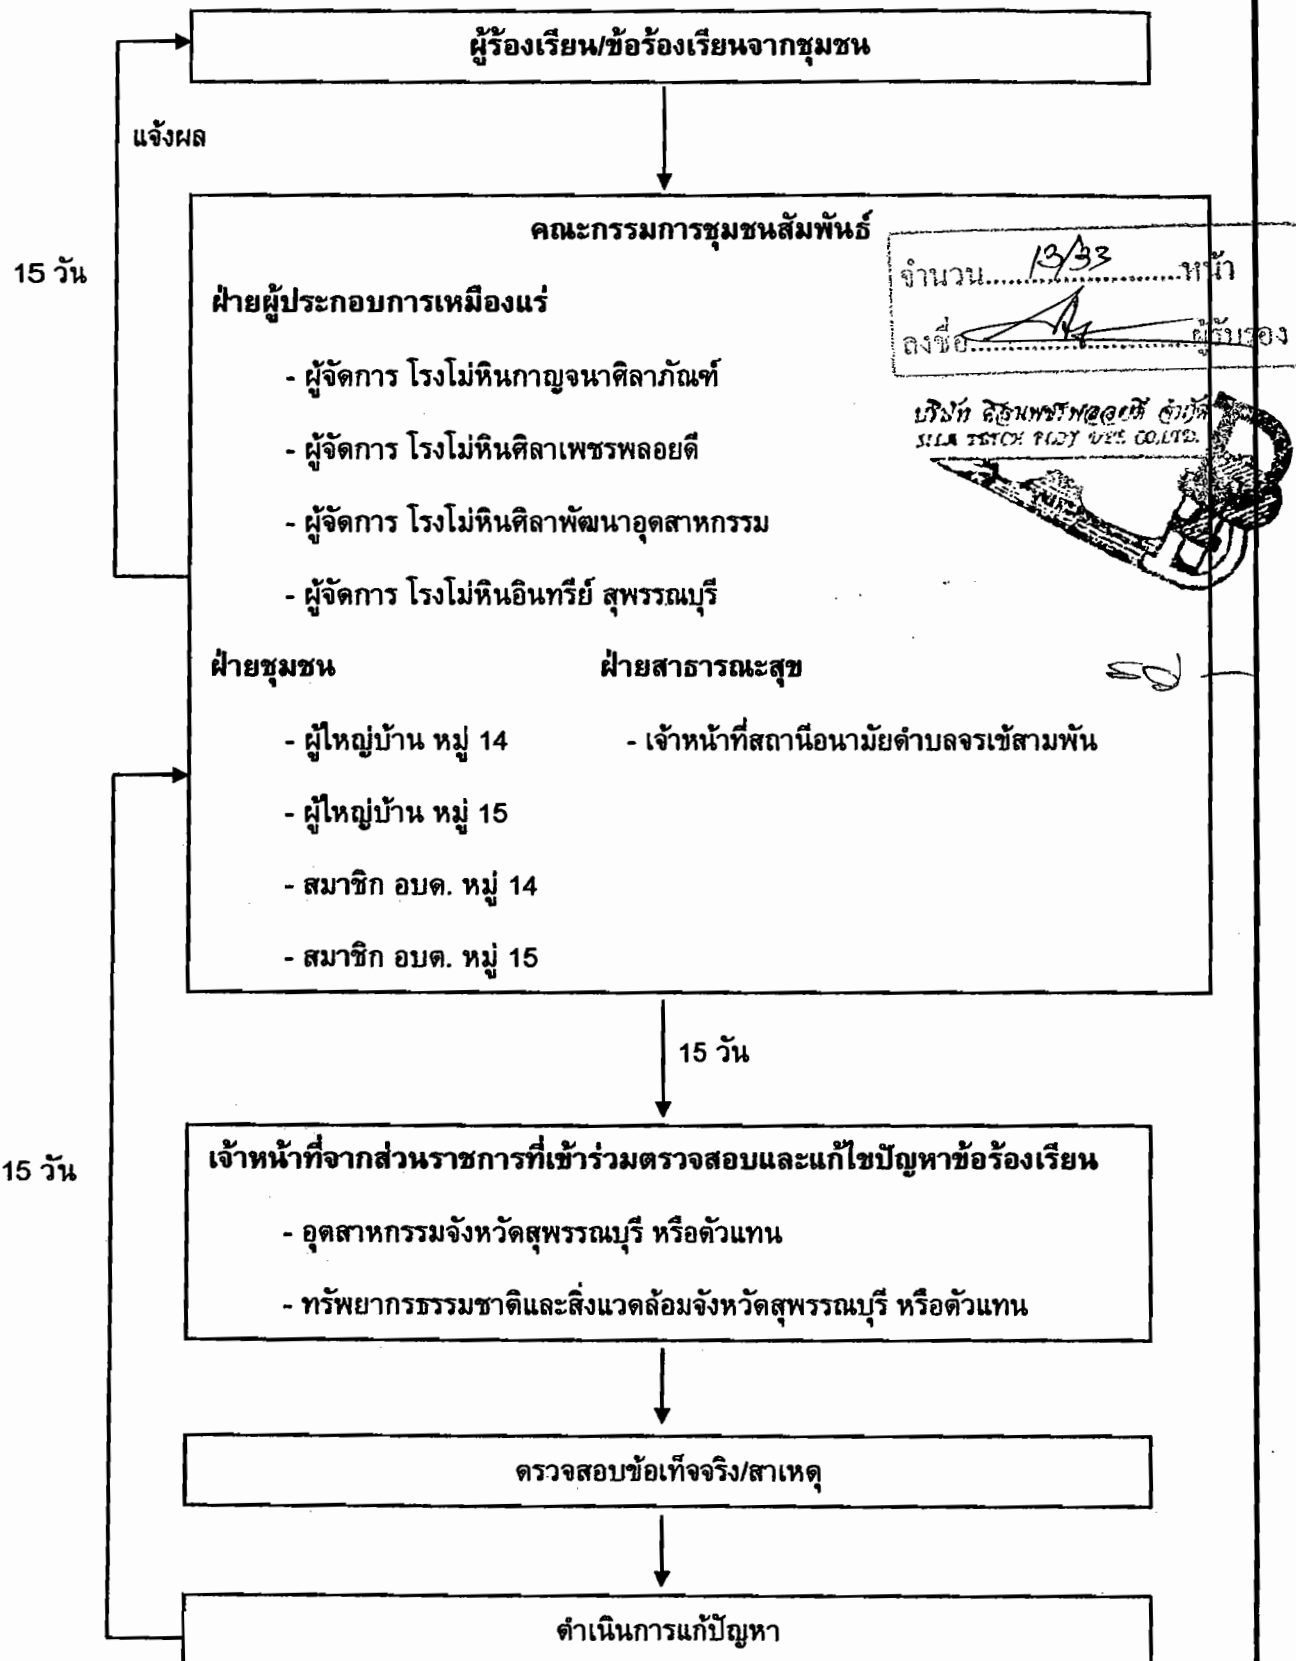 ผู้ร้องเรียน/ข้อร้องเรียนจากชุมชน
แจ้งผล
15 วัน
คณะกรรมการชุมชนสัมพันธ์
จำนวน 13/33 หน้า
ลงชื่อ ผู้รับรอง
บริษัท ศิลาเพชรพลอยดี จำกัด
CO.,LTD.
ฝ่ายผู้ประกอบการเหมืองแร่
- ผู้จัดการ โรงโม่หินกาญจนาศิลาภัณฑ์
- ผู้จัดการ โรงโม่หินศิลาเพชรพลอยดี
- ผู้จัดการ โรงโม่หินศิลาพัฒนาอุตสาหกรรม
- ผู้จัดการ โรงโม่หินอินทรีย์ สุพรรณบุรี
ฝ่ายชุมชน ฝ่ายสาธารณะสุข
- ผู้ใหญ่บ้าน หมู่ 14 - เจ้าหน้าที่สถานีอนามัยตำบลจรเข้สามพัน
- ผู้ใหญ่บ้าน หมู่ 15
- สมาชิก อบต. หมู่ 14
- สมาชิก อบต. หมู่ 15
15 วัน
15 วัน
เจ้าหน้าที่จากส่วนราชการที่เข้าร่วมตรวจสอบและแก้ไขปัญหาข้อร้องเรียน
- อุตสาหกรรมจังหวัดสุพรรณบุรี หรือตัวแทน
- ทรัพยากรธรรมชาติและสิ่งแวดล้อมจังหวัดสุพรรณบุรี หรือตัวแทน
ตรวจสอบข้อเท็จจริง/สาเหตุ
ดำเนินการแก้ปัญหา